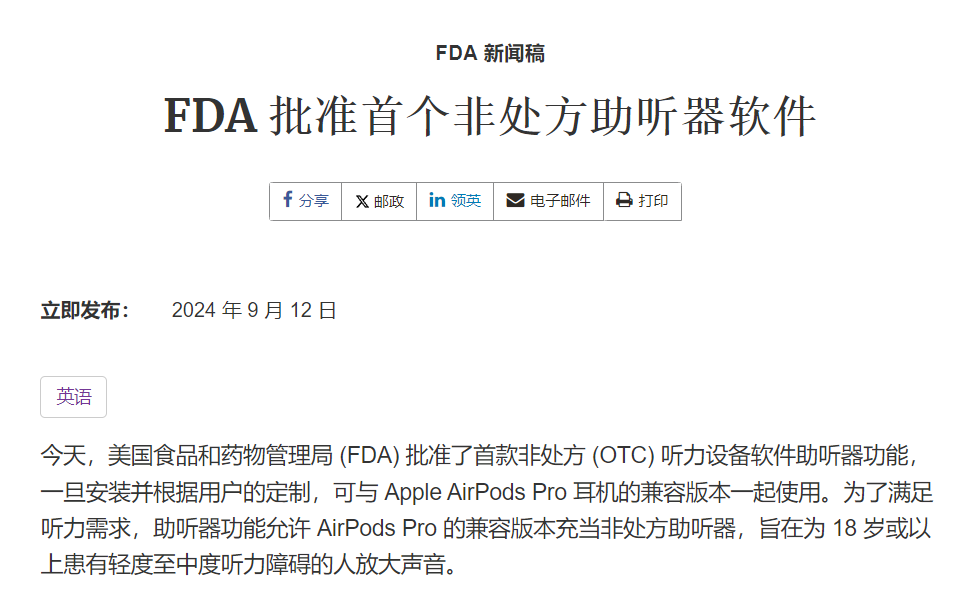 FDA 新闻稿
FDA 批准首个非处方助听器软件
分享 邮政 领英 电子邮件 打印
立即发布： 2024 年 9 月 12 日
英语
今天，美国食品和药物管理局 (FDA) 批准了首款非处方 (OTC) 听力设备软件助听器功能，
一旦安装并根据用户的定制，可与 Apple AirPods Pro 耳机的兼容版本一起使用。为了满足
听力需求，助听器功能允许 AirPods Pro 的兼容版本充当非处方助听器，旨在为 18 岁或以
上患有轻度至中度听力障碍的人放大声音。